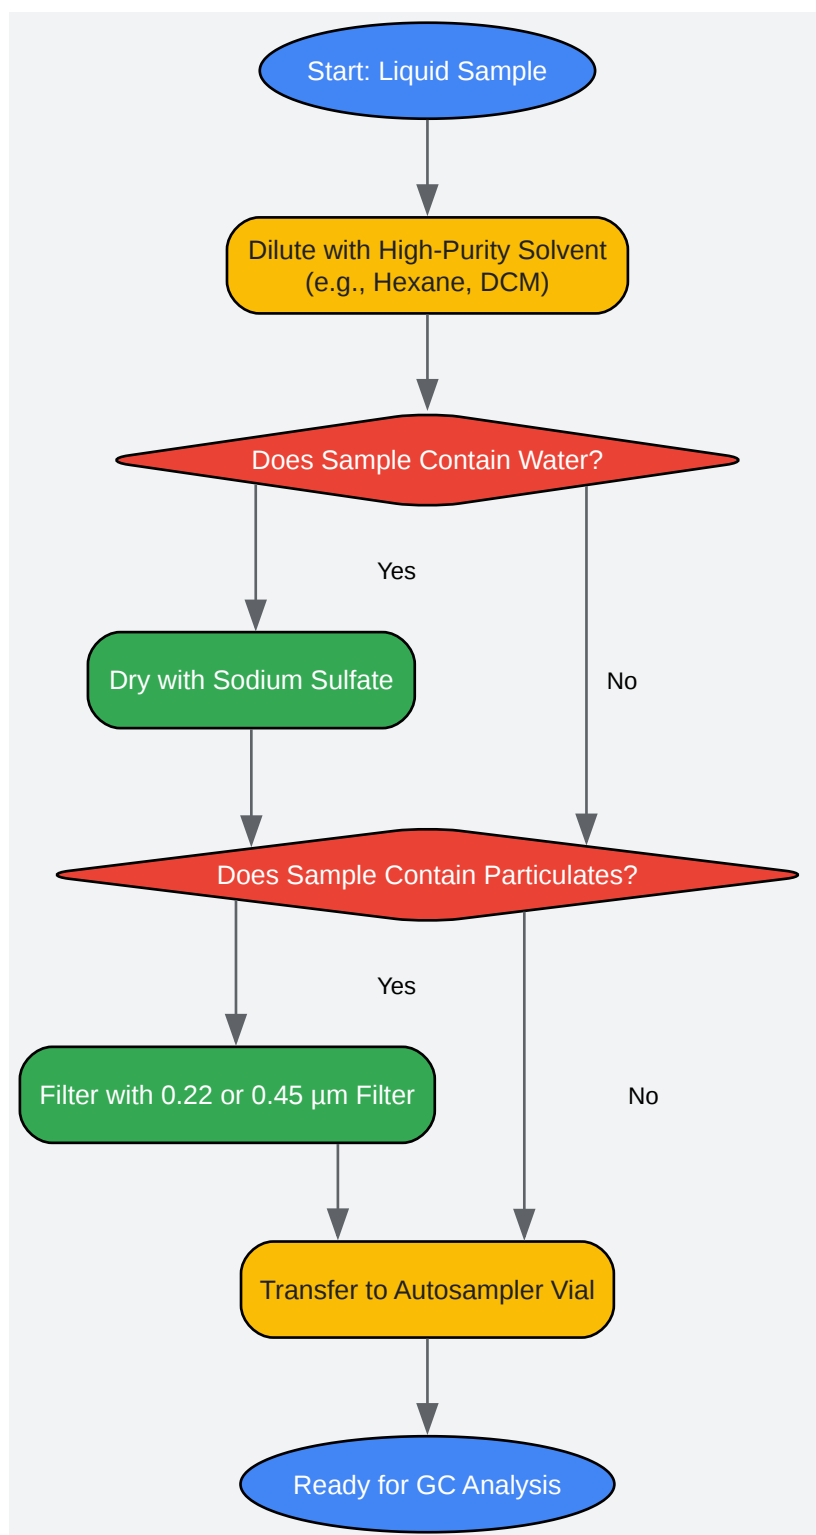 Start: Liquid Sample
Dilute with High-Purity Solvent
(e.g., Hexane, DCM)
Does Sample Contain Water?
Yes
Dry with Sodium Sulfate
No
Does Sample Contain Particulates?
Yes
Filter with 0.22 or 0.45 µm Filter
No
Transfer to Autosampler Vial
Ready for GC Analysis